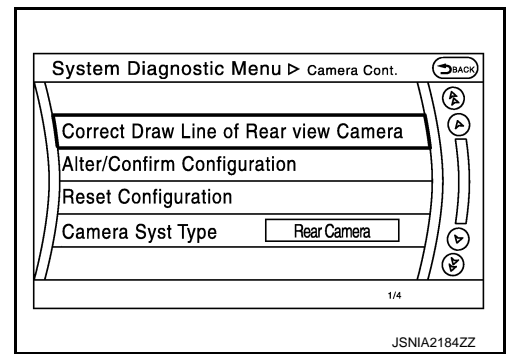 System Diagnostic Menu ▷ Camera Cont.
BACK
Correct Draw Line of Rear view Camera
Alter/Confirm Configuration
Reset Configuration
Camera Syst Type Rear Camera
1/4
JSNIA2184ZZ